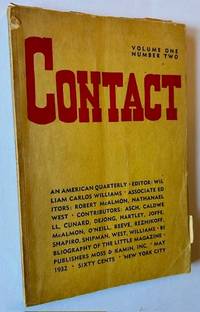 VOLUME ONE
NUMBER TWO
CONTACT
AN AMERICAN QUARTERLY · EDITOR: WIL
LIAM CARLOS WILLIAMS · ASSOCIATE ED
ITORS: ROBERT McALMON, NATHANAEL
WEST · CONTRIBUTORS: ASCH, CALDWE
LL, CUNARD, DEJONG, HARTLEY, JOFFE,
McALMON, O'NEILL, REEVE, REZNIKOFF,
SHAPIRO, SHIPMAN, WEST, WILLIAMS · BI
BLIOGRAPHY OF THE LITTLE MAGAZINE ·
PUBLISHERS MOSS & KAMIN, INC. · MAY
1932 · SIXTY CENTS · NEW YORK CITY